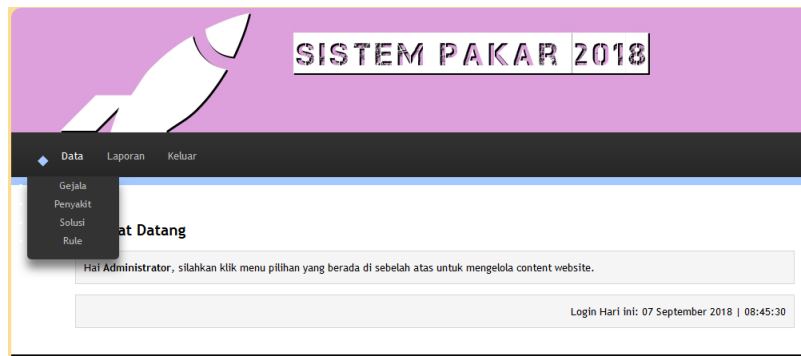 SISTEM PAKAR 2018
Data Laporan Keluar
Gejala
Penyakit
Solusi
Rule
at Datang
Hai Administrator, silahkan klik menu pilihan yang berada di sebelah atas untuk mengelola content website.
Login Hari ini: 07 September 2018 | 08:45:30